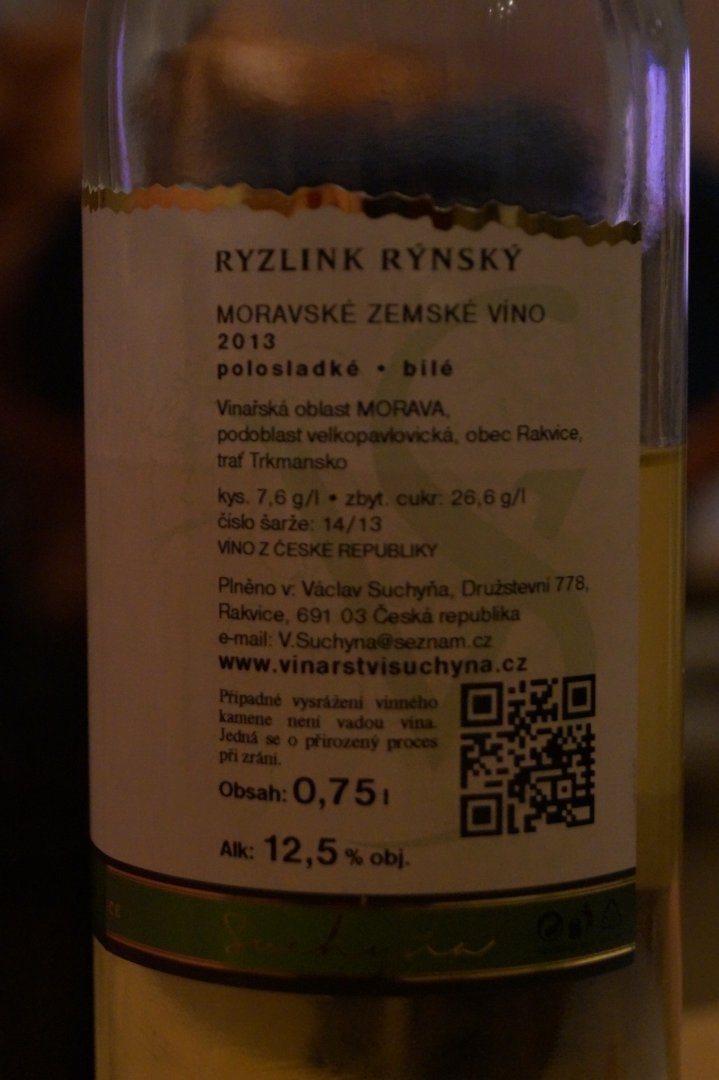 RYZLINK RÝNSKÝ
MORAVSKÉ ZEMSKÉ VÍNO
2013
polosladké • bílé
Vinařská oblast MORAVA,
podoblast velkopavlovická, obec Rakvice,
trať Trkmansko
kys. 7,6 g/l • zbyt. cukr: 26,6 g/l
číslo šarže: 14/13
VÍNO Z ČESKÉ REPUBLIKY
Plněno v: Václav Suchyňa, Družstevní 778,
Rakvice, 691 03 Česká republika
e-mail: V.Suchyna@seznam.cz
www.vinarstvisuchyna.cz
Případné vysrážení vinného
kamene není vadou vína.
Jedná se o přirozený proces
při zrání.
Obsah: 0,75 l
Alk: 12,5 % obj.
Suchyňa